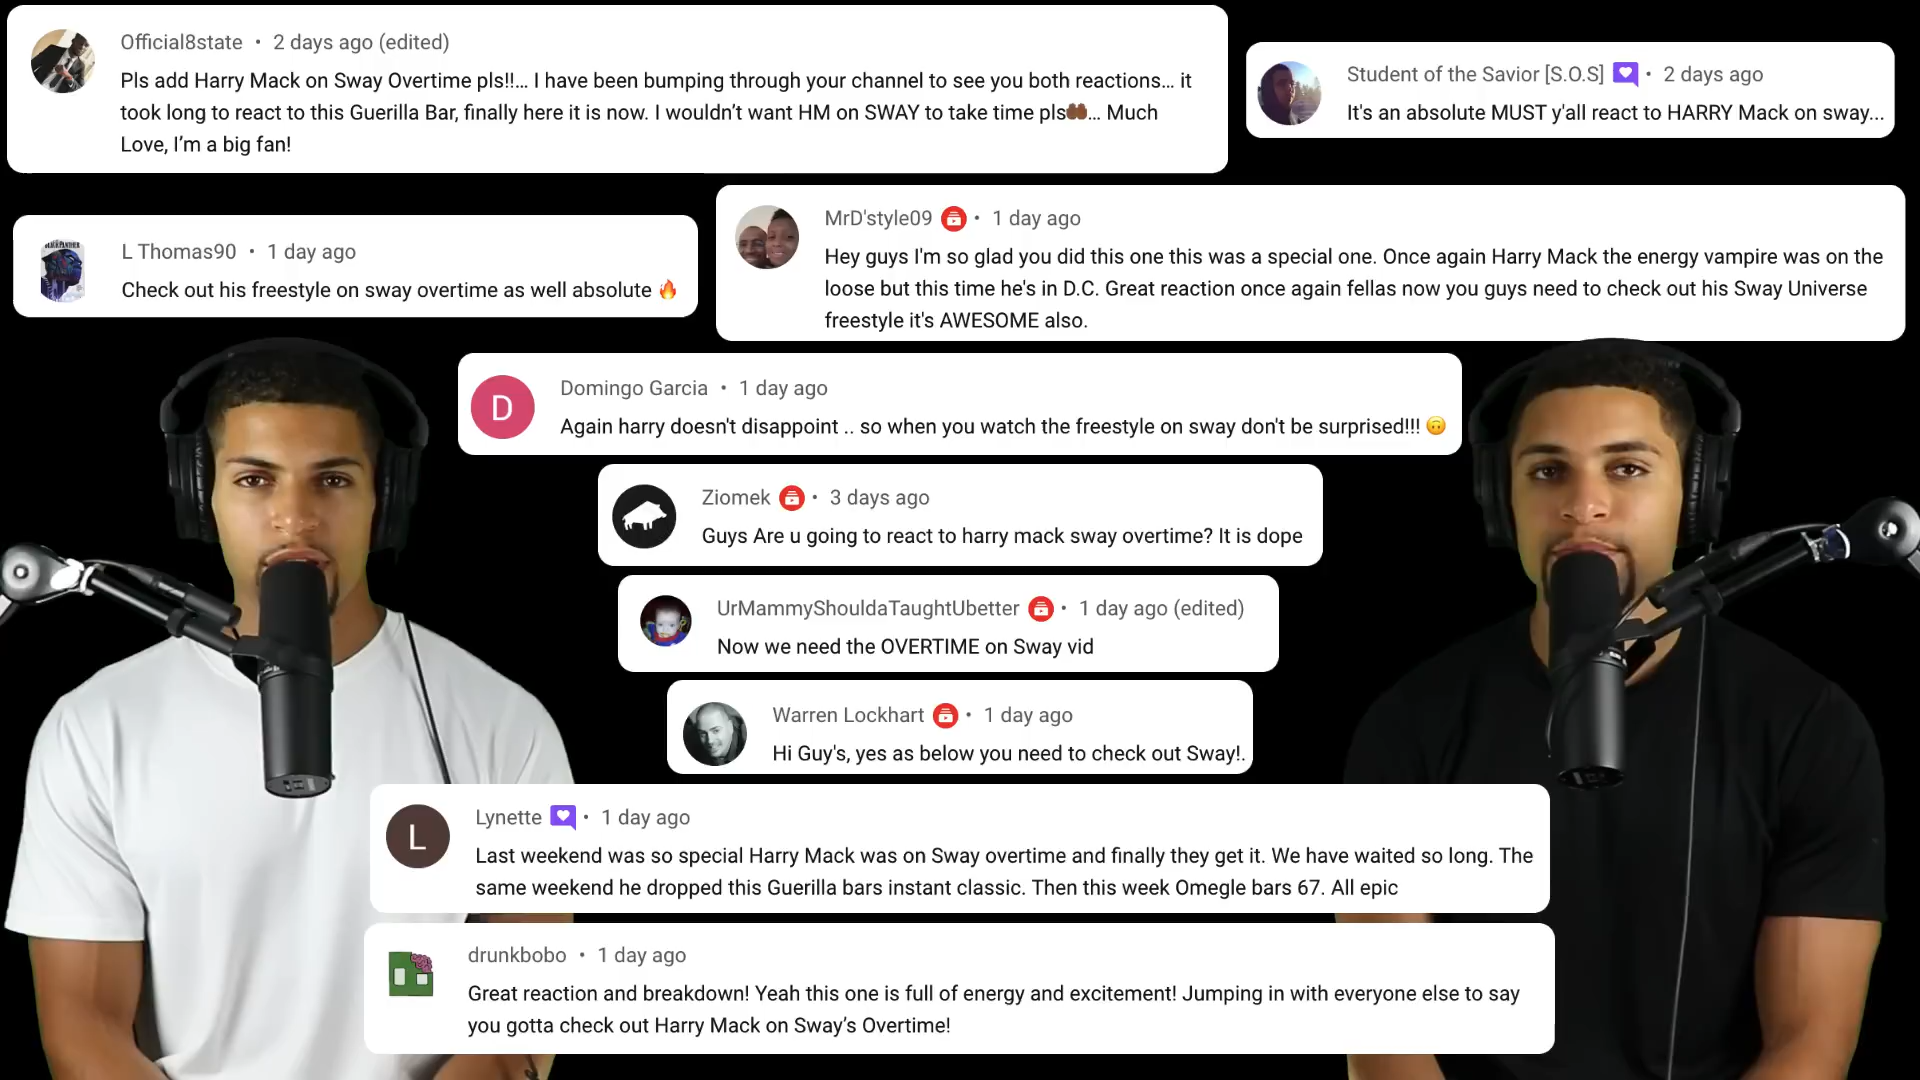 Official8state • 2 days ago (edited)
Pls add Harry Mack on Sway Overtime pls!!... I have been bumping through your channel to see you both reactions... it
took long to react to this Guerilla Bar, finally here it is now. I wouldn’t want HM on SWAY to take time pls🤲🏾... Much
Love, I’m a big fan!
Student of the Savior [S.O.S] • 2 days ago
It's an absolute MUST y'all react to HARRY Mack on sway...
L Thomas90 • 1 day ago
Check out his freestyle on sway overtime as well absolute 🔥
MrD'style09 • 1 day ago
Hey guys I'm so glad you did this one this was a special one. Once again Harry Mack the energy vampire was on the
loose but this time he's in D.C. Great reaction once again fellas now you guys need to check out his Sway Universe
freestyle it's AWESOME also.
D
Domingo Garcia • 1 day ago
Again harry doesn't disappoint .. so when you watch the freestyle on sway don't be surprised!!! 🙃
Ziomek • 3 days ago
Guys Are u going to react to harry mack sway overtime? It is dope
UrMammyShouldaTaughtUbetter • 1 day ago (edited)
Now we need the OVERTIME on Sway vid
Warren Lockhart • 1 day ago
Hi Guy's, yes as below you need to check out Sway!.
L
Lynette • 1 day ago
Last weekend was so special Harry Mack was on Sway overtime and finally they get it. We have waited so long. The
same weekend he dropped this Guerilla bars instant classic. Then this week Omegle bars 67. All epic
drunkbobo • 1 day ago
Great reaction and breakdown! Yeah this one is full of energy and excitement! Jumping in with everyone else to say
you gotta check out Harry Mack on Sway’s Overtime!